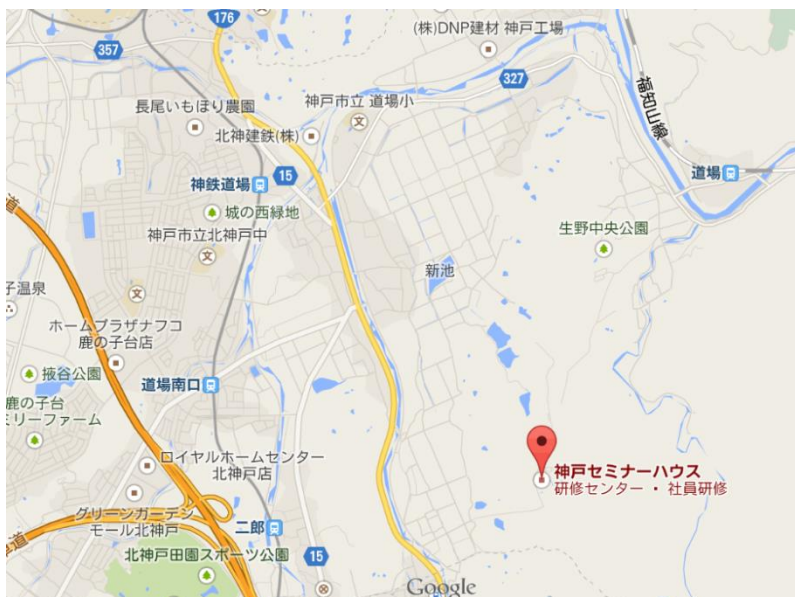 176
(株)DNP建材 神戸工場
357
327
福知山線
長尾いもほり農園
神戸市立 道場小
北神建鉄(株)
文
神鉄道場
15
道場
城の西緑地
生野中央公園
神戸市立北神戸中
文
新池
子温泉
文
ホームプラザナフコ
鹿の子台店
掖谷公園
道場南口
鹿の子台
ミリーファーム
ロイヤルホームセンター
北神戸店
神戸セミナーハウス
研修センター ・ 社員研修
グリーンガーデン
モール北神戸
二郎
道
15
北神戸田園スポーツ公園
Google